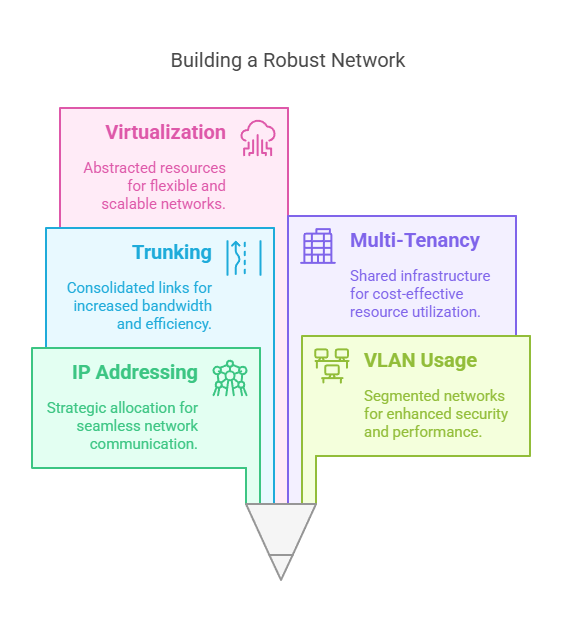 Building a Robust Network
Virtualization
Abstracted resources
for flexible and
scalable networks.
Trunking
Consolidated links for
increased bandwidth
and efficiency.
Multi-Tenancy
Shared infrastructure
for cost-effective
resource utilization.
IP Addressing
Strategic allocation for
seamless network
communication.
VLAN Usage
Segmented networks
for enhanced security
and performance.